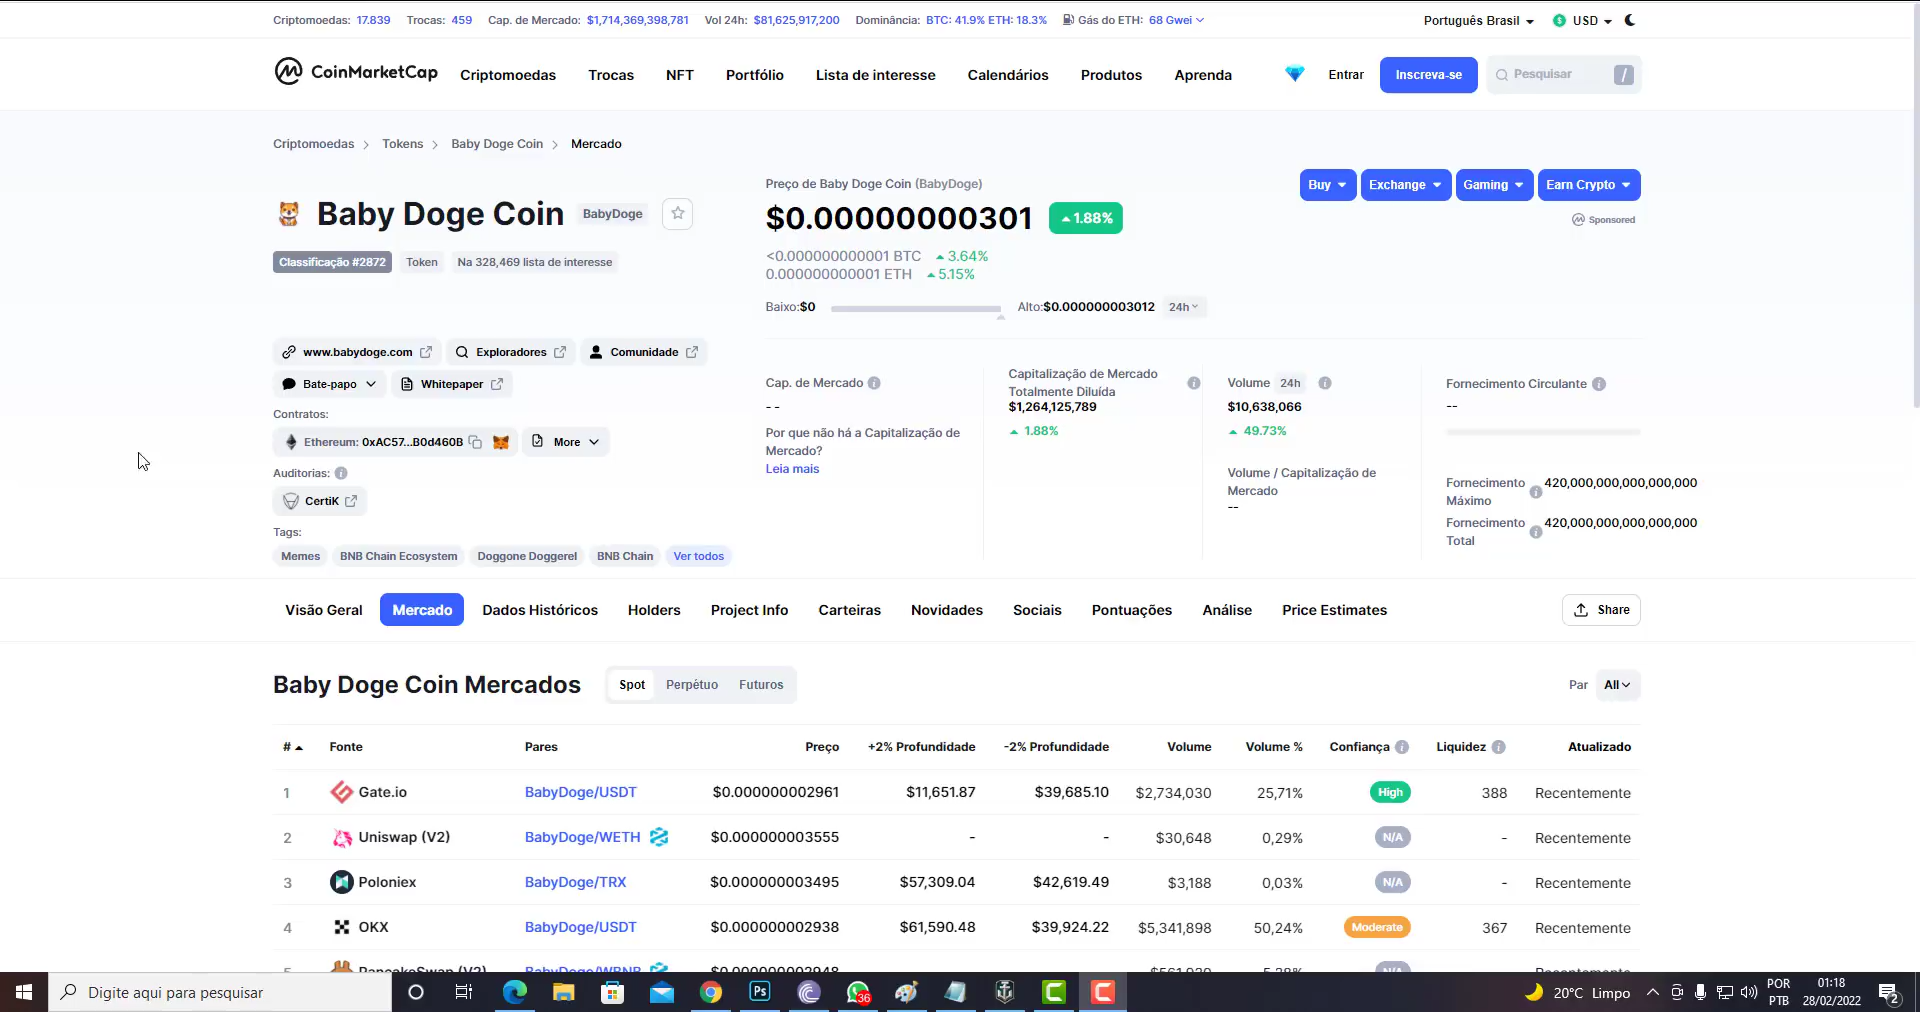 Criptomoedas: 17.839 Trocas: 459 Cap. de Mercado: $1,714,369,398,781 Vol 24h: $81,625,917,200 Dominância: BTC: 41.9% ETH: 18.3% Gás do ETH: 68 Gwei Português Brasil $ USD
CoinMarketCap Criptomoedas Trocas NFT Portfólio Lista de interesse Calendários Produtos Aprenda Entrar Inscreva-se Pesquisar /
Criptomoedas > Tokens > Baby Doge Coin > Mercado
Preço de Baby Doge Coin (BabyDoge)
Buy Exchange Gaming Earn Crypto
Baby Doge Coin BabyDoge
$0.00000000301 1.88%
Sponsored
Classificação #2872 Token Na 328,469 lista de interesse
<0.000000000001 BTC 3.64%
0.000000000001 ETH 5.15%
Baixo:$0 Alto:$0.000000003012 24h
www.babydoge.com Exploradores Comunidade
Bate-papo Whitepaper
Contratos:
Ethereum: 0xAC57...B0d460B More
Auditorias:
CertiK
Tags:
Memes BNB Chain Ecosystem Doggone Doggerel BNB Chain Ver todos
Cap. de Mercado
- -
Por que não há a Capitalização de
Mercado?
Leia mais
Capitalização de Mercado
Totalmente Diluída
$1,264,125,789
1.88%
Volume 24h
$10,638,066
49.73%
Volume / Capitalização de
Mercado
--
Fornecimento Circulante
--
Fornecimento
Máximo
420,000,000,000,000,000
Fornecimento
Total
420,000,000,000,000,000
Visão Geral Mercado Dados Históricos Holders Project Info Carteiras Novidades Sociais Pontuações Análise Price Estimates Share
Baby Doge Coin Mercados Spot Perpétuo Futuros Par All
# Fonte Pares Preço +2% Profundidade -2% Profundidade Volume Volume % Confiança Liquidez Atualizado
1 Gate.io BabyDoge/USDT $0.000000002961 $11,651.87 $39,685.10 $2,734,030 25,71% High 388 Recentemente
2 Uniswap (V2) BabyDoge/WETH $0.000000003555 - - $30,648 0,29% N/A - Recentemente
3 Poloniex BabyDoge/TRX $0.000000003495 $57,309.04 $42,619.49 $3,188 0,03% N/A - Recentemente
4 OKX BabyDoge/USDT $0.000000002938 $61,590.48 $39,924.22 $5,341,898 50,24% Moderate 367 Recentemente
PancakeSwap (V2) BabyDoge/WBNB $0.000000002948
Digite aqui para pesquisar Ps 36 20°C Limpo POR 01:18
PTB 28/02/2022 2